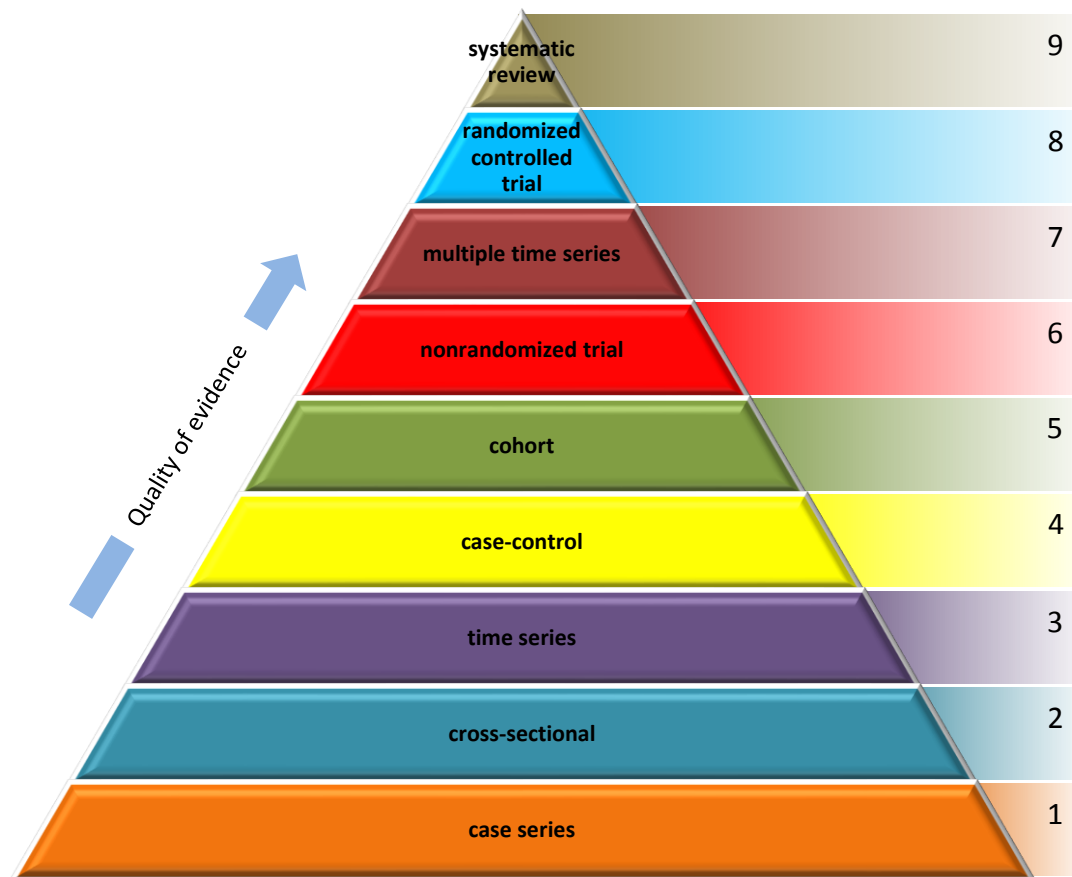 systematic
review
9
randomized
controlled
trial
8
multiple time series
7
nonrandomized trial
6
cohort
5
case-control
4
time series
3
cross-sectional
2
case series
1
Quality of evidence